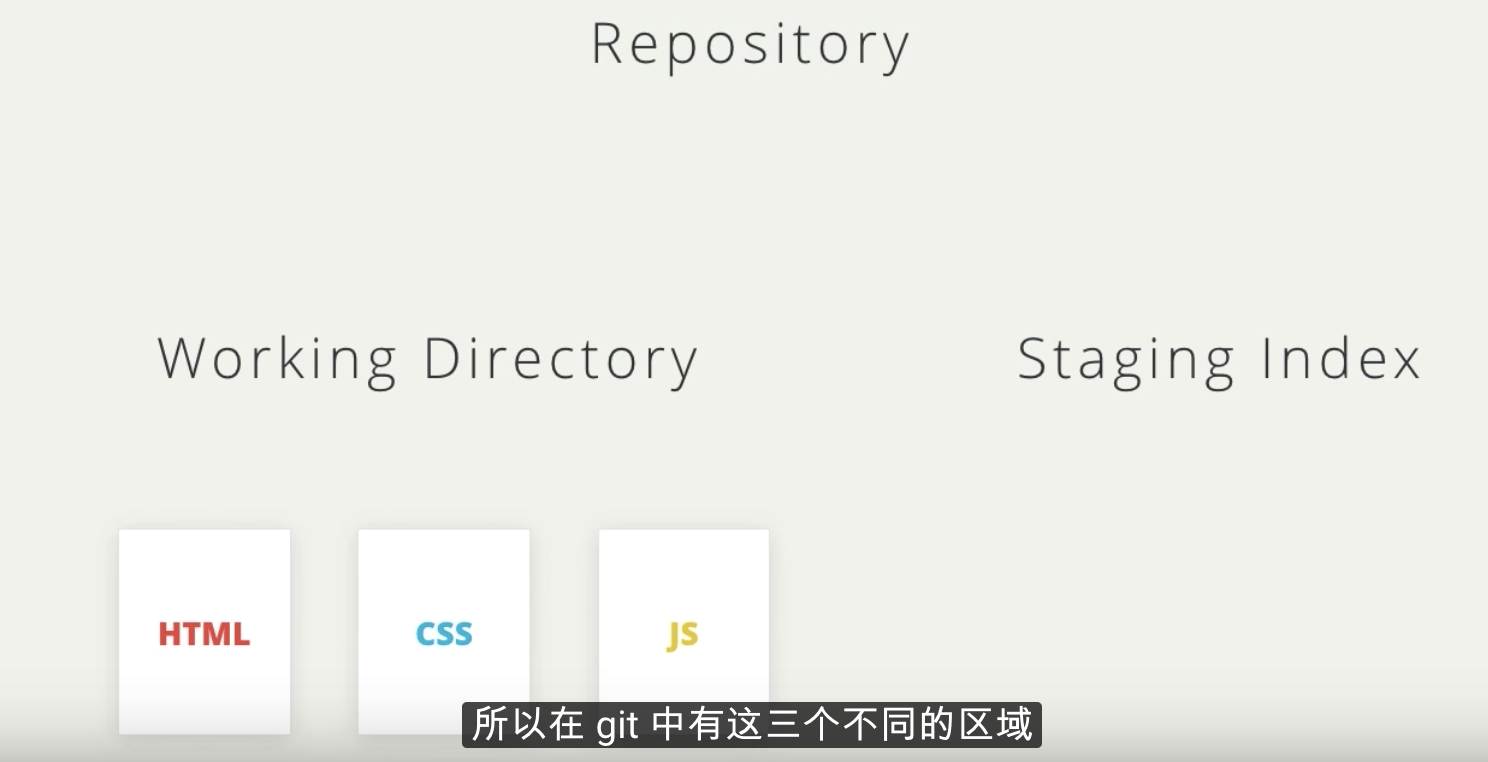 Repository
Working Directory
Staging Index
HTML
CSS
JS
所以在 git 中有这三个不同的区域